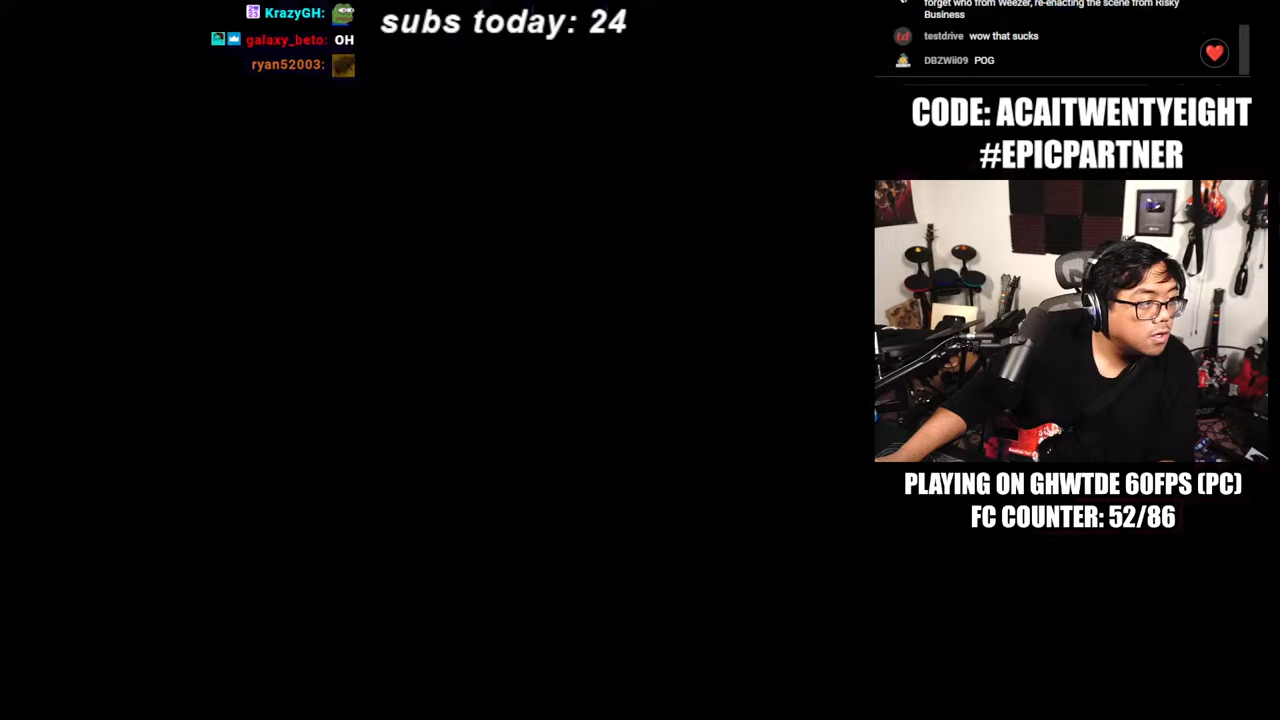 KrazyGH:
galaxy_beto: OH
ryan52003:
subs today: 24
forget who from Weezer, re-enacting the scene from Risky
Business
testdrive wow that sucks
DBZWii09 POG
CODE: ACAITWENTYEIGHT
#EPICPARTNER
PLAYING ON GHWTDE 60FPS (PC)
FC COUNTER: 52/86